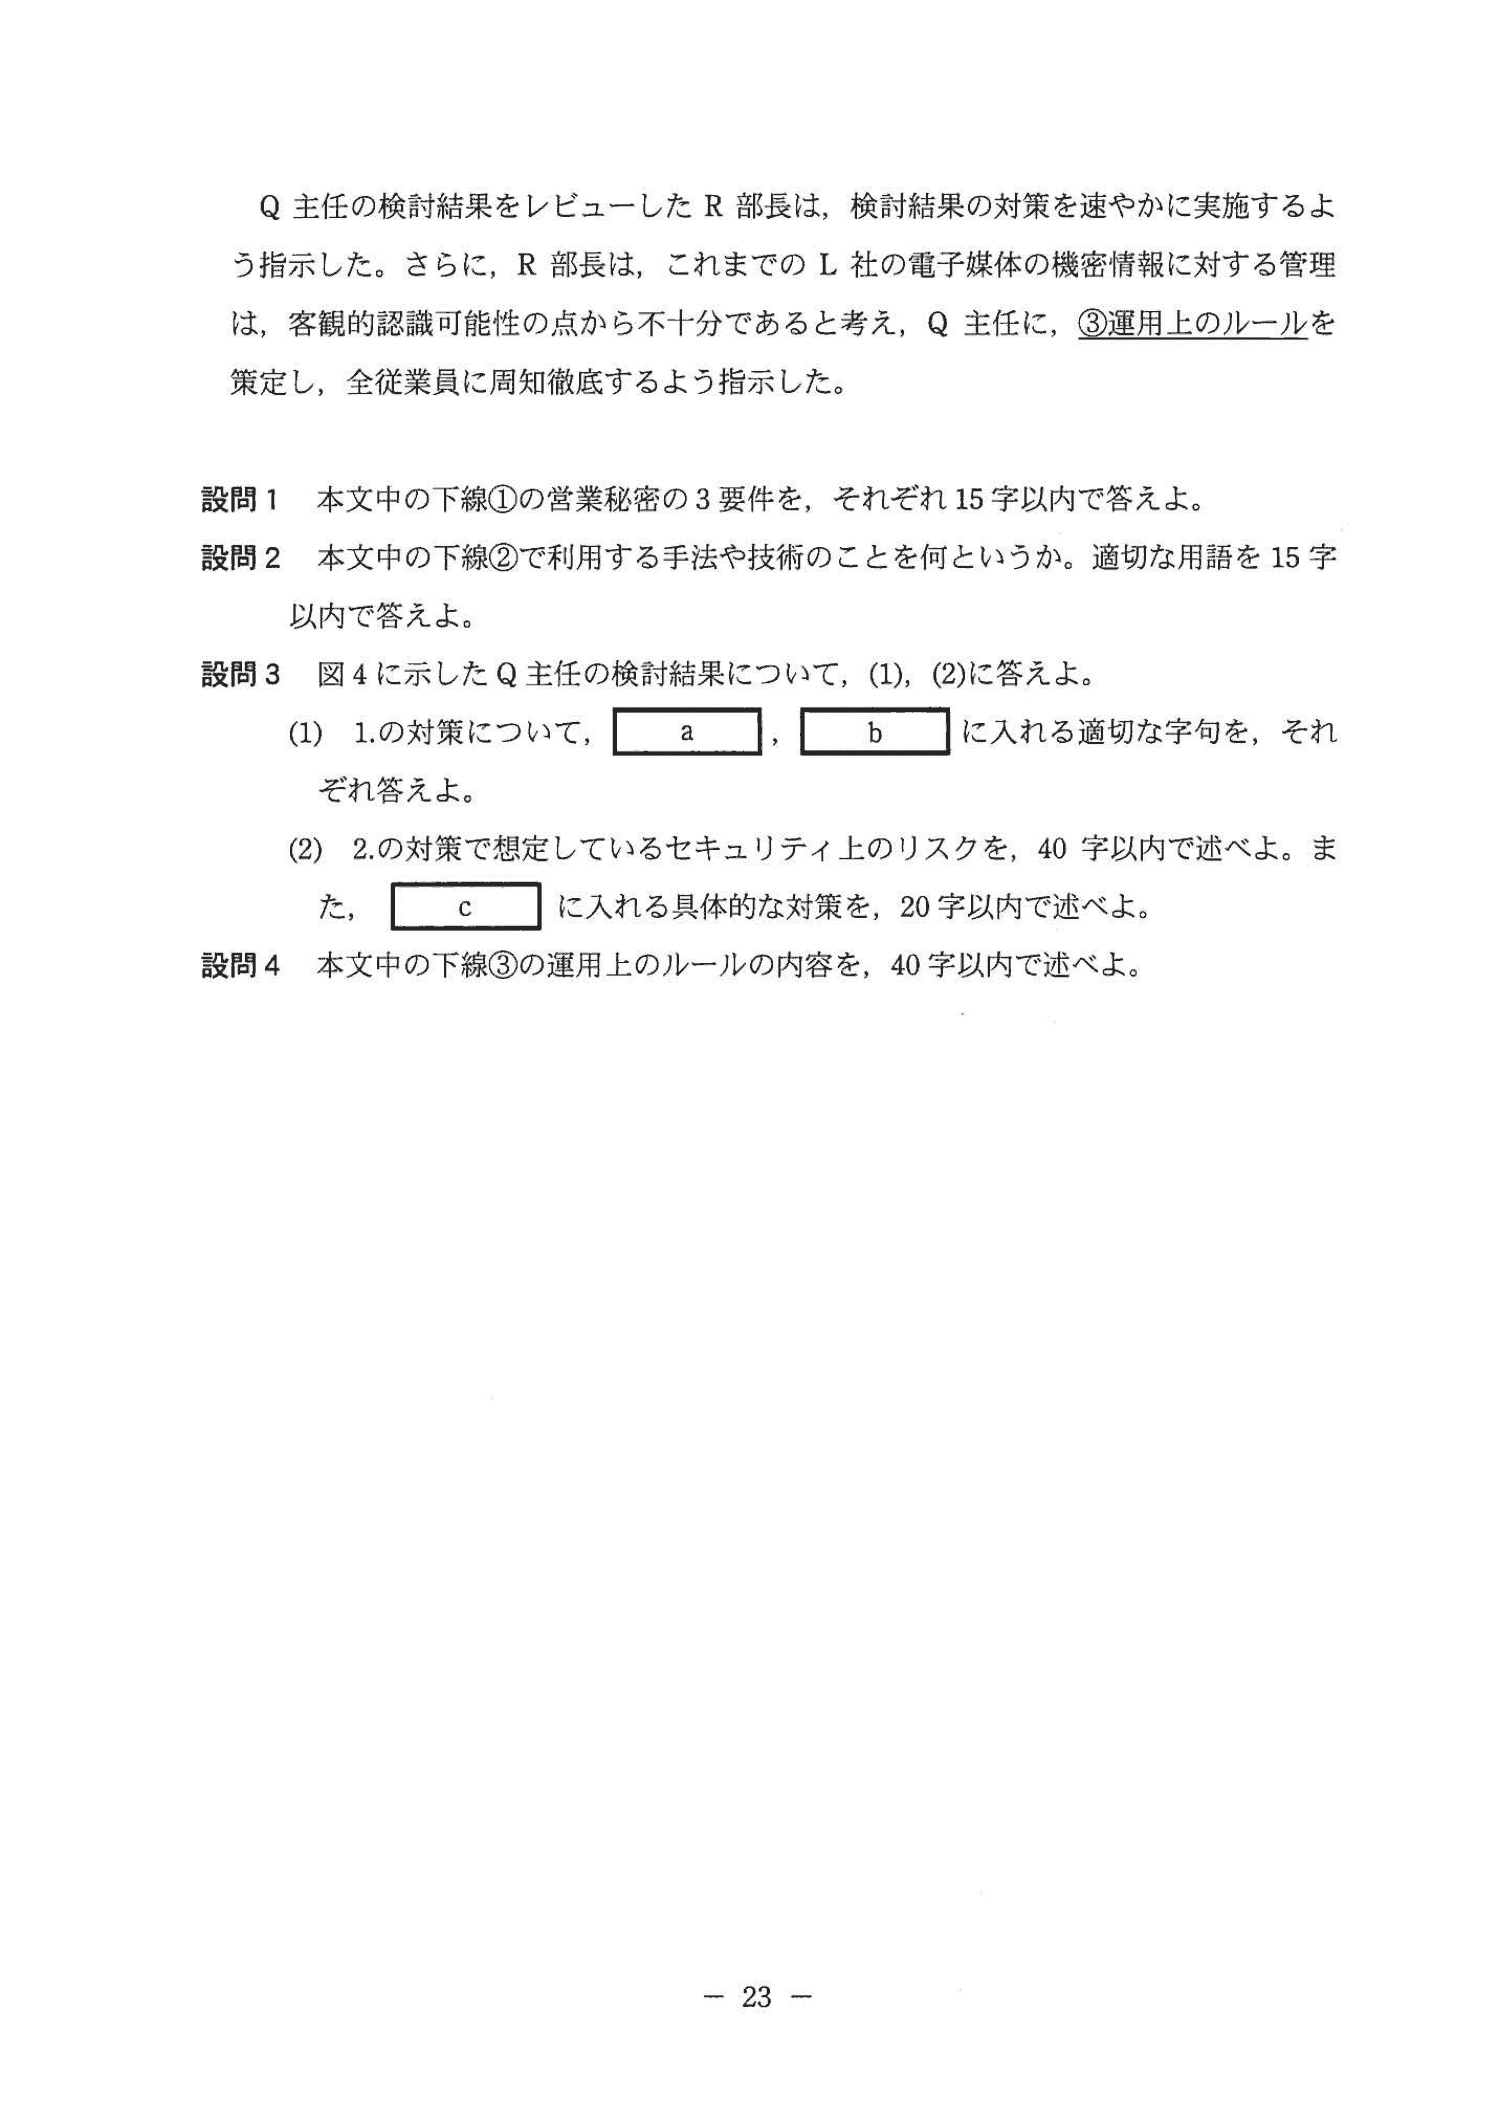 Q 主任の検討結果をレビューした R 部長は，検討結果の対策を速やかに実施するよ
う指示した。さらに，R 部長は，これまでの L 社の電子媒体の機密情報に対する管理
は，客観的認識可能性の点から不十分であると考え，Q 主任に，③運用上のルールを
策定し，全従業員に周知徹底するよう指示した。
設問1 本文中の下線①の営業秘密の3要件を，それぞれ15字以内で答えよ。
設問2 本文中の下線②で利用する手法や技術のことを何というか。適切な用語を 15 字
以内で答えよ。
設問3 図4に示したQ主任の検討結果について，(1)，(2)に答えよ。
(1) 1.の対策について， a ， b に入れる適切な字句を，それ
ぞれ答えよ。
(2) 2.の対策で想定しているセキュリティ上のリスクを，40 字以内で述べよ。ま
た， c に入れる具体的な対策を，20字以内で述べよ。
設問4 本文中の下線③の運用上のルールの内容を，40字以内で述べよ。
－ 23 －